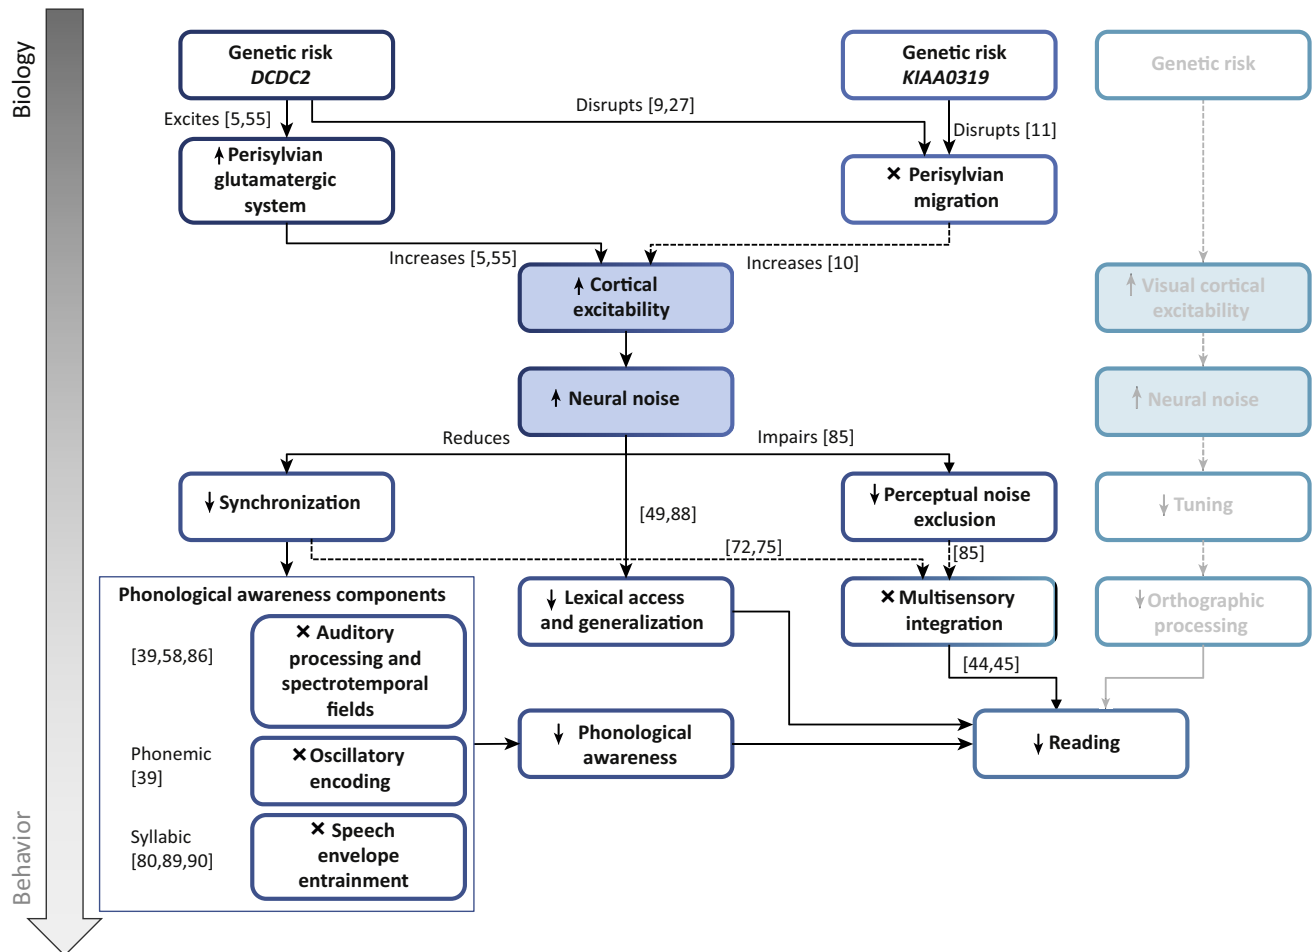 Biology
Genetic risk
DCDC2
Genetic risk
KIAA0319
Genetic risk
Excites [5,55]
Disrupts [9,27]
Disrupts [11]
Perisylvian
glutamatergic
system
× Perisylvian
migration
Increases [5,55]
Increases [10]
↑ Cortical
excitability
↑ Visual cortical
excitability
↑ Neural noise
↑ Neural noise
Reduces
Impairs [85]
↓ Synchronization
↓ Perceptual noise
exclusion
↓ Tuning
[49,88]
[72,75]
[85]
Phonological awareness components
↓ Lexical access
and generalization
× Multisensory
integration
↓ Orthographic
processing
[39,58,86]
× Auditory
processing and
spectrotemporal
fields
[44,45]
↓ Phonological
awareness
↓ Reading
Phonemic
[39]
× Oscillatory
encoding
Syllabic
[80,89,90]
× Speech
envelope
entrainment
Behavior